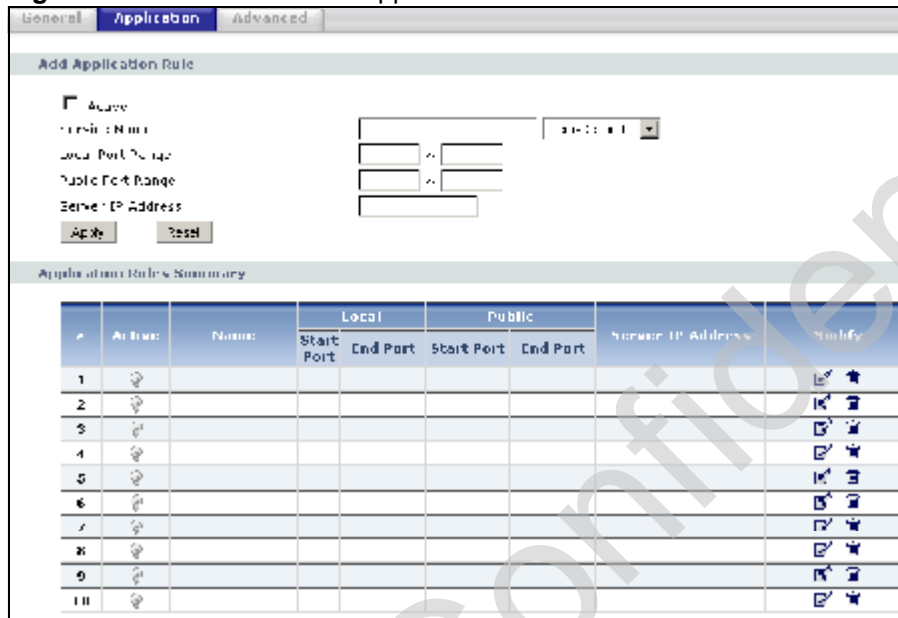 General Application Advanced
Add Application Rule
Active
Service Name
Local Port Range
Public Port Range
Server IP Address
Apply Reset
Application Rules Summary
# Active Name Local Public Server IP Address Modify
Start Port End Port Start Port End Port
1
2
3
4
5
6
7
8
9
10